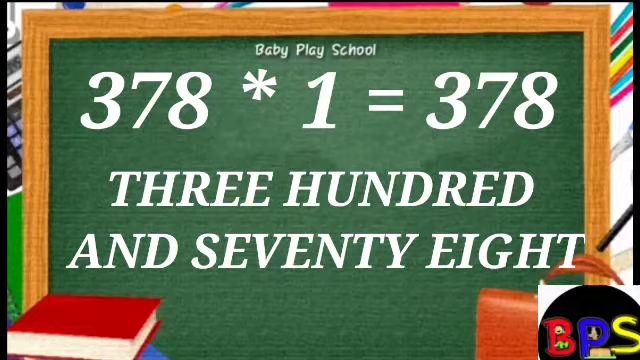 Baby Play School
378 * 1 = 378
THREE HUNDRED
AND SEVENTY EIGHT
BPS